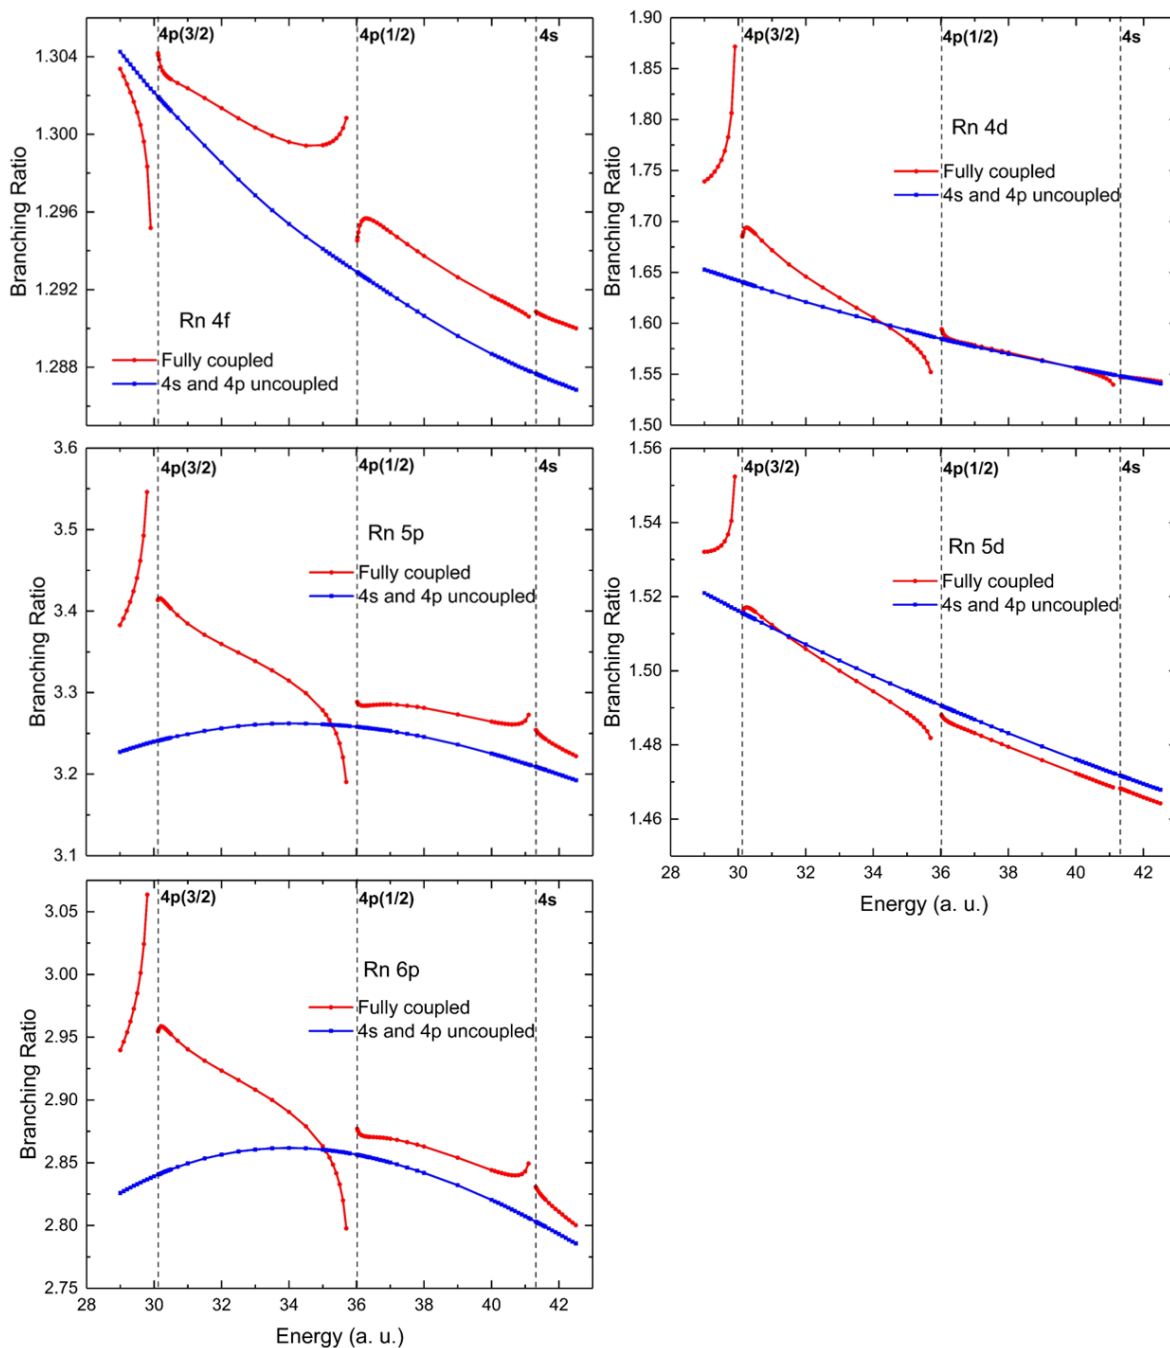 4p(3/2) 4p(1/2) 4s
1.304
1.300
1.296
1.292
1.288
Branching Ratio
Rn 4f
Fully coupled
4s and 4p uncoupled
1.90
1.85
1.80
1.75
1.70
1.65
1.60
1.55
1.50
Branching Ratio
4p(3/2) 4p(1/2) 4s
Rn 4d
Fully coupled
4s and 4p uncoupled
3.6
3.5
3.4
3.3
3.2
3.1
Branching Ratio
4p(3/2) 4p(1/2) 4s
Rn 5p
Fully coupled
4s and 4p uncoupled
1.56
1.54
1.52
1.50
1.48
1.46
Branching Ratio
4p(3/2) 4p(1/2) 4s
Rn 5d
Fully coupled
4s and 4p uncoupled
28 30 32 34 36 38 40 42
Energy (a. u.)
3.05
3.00
2.95
2.90
2.85
2.80
2.75
Branching Ratio
4p(3/2) 4p(1/2) 4s
Rn 6p
Fully coupled
4s and 4p uncoupled
28 30 32 34 36 38 40 42
Energy (a. u.)